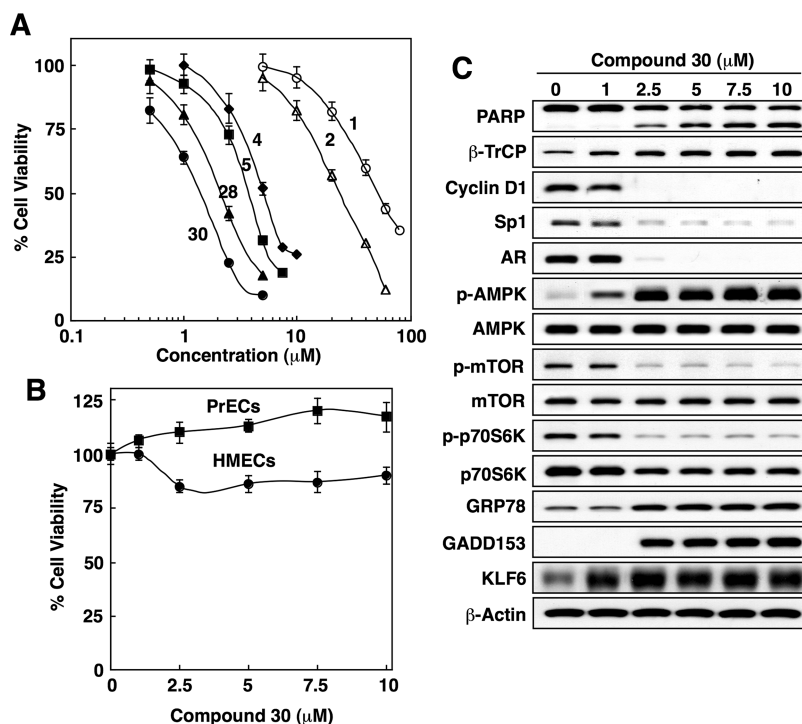 A
100
75
50
25
0
% Cell Viability
0.1
1
10
100
Concentration (μM)
30
28
5
4
2
1
B
125
100
75
50
25
0
% Cell Viability
PrECs
HMECs
0
2.5
5
7.5
10
Compound 30 (μM)
C
Compound 30 (μM)
0 1 2.5 5 7.5 10
PARP
β-TrCP
Cyclin D1
Sp1
AR
p-AMPK
AMPK
p-mTOR
mTOR
p-p70S6K
p70S6K
GRP78
GADD153
KLF6
β-Actin